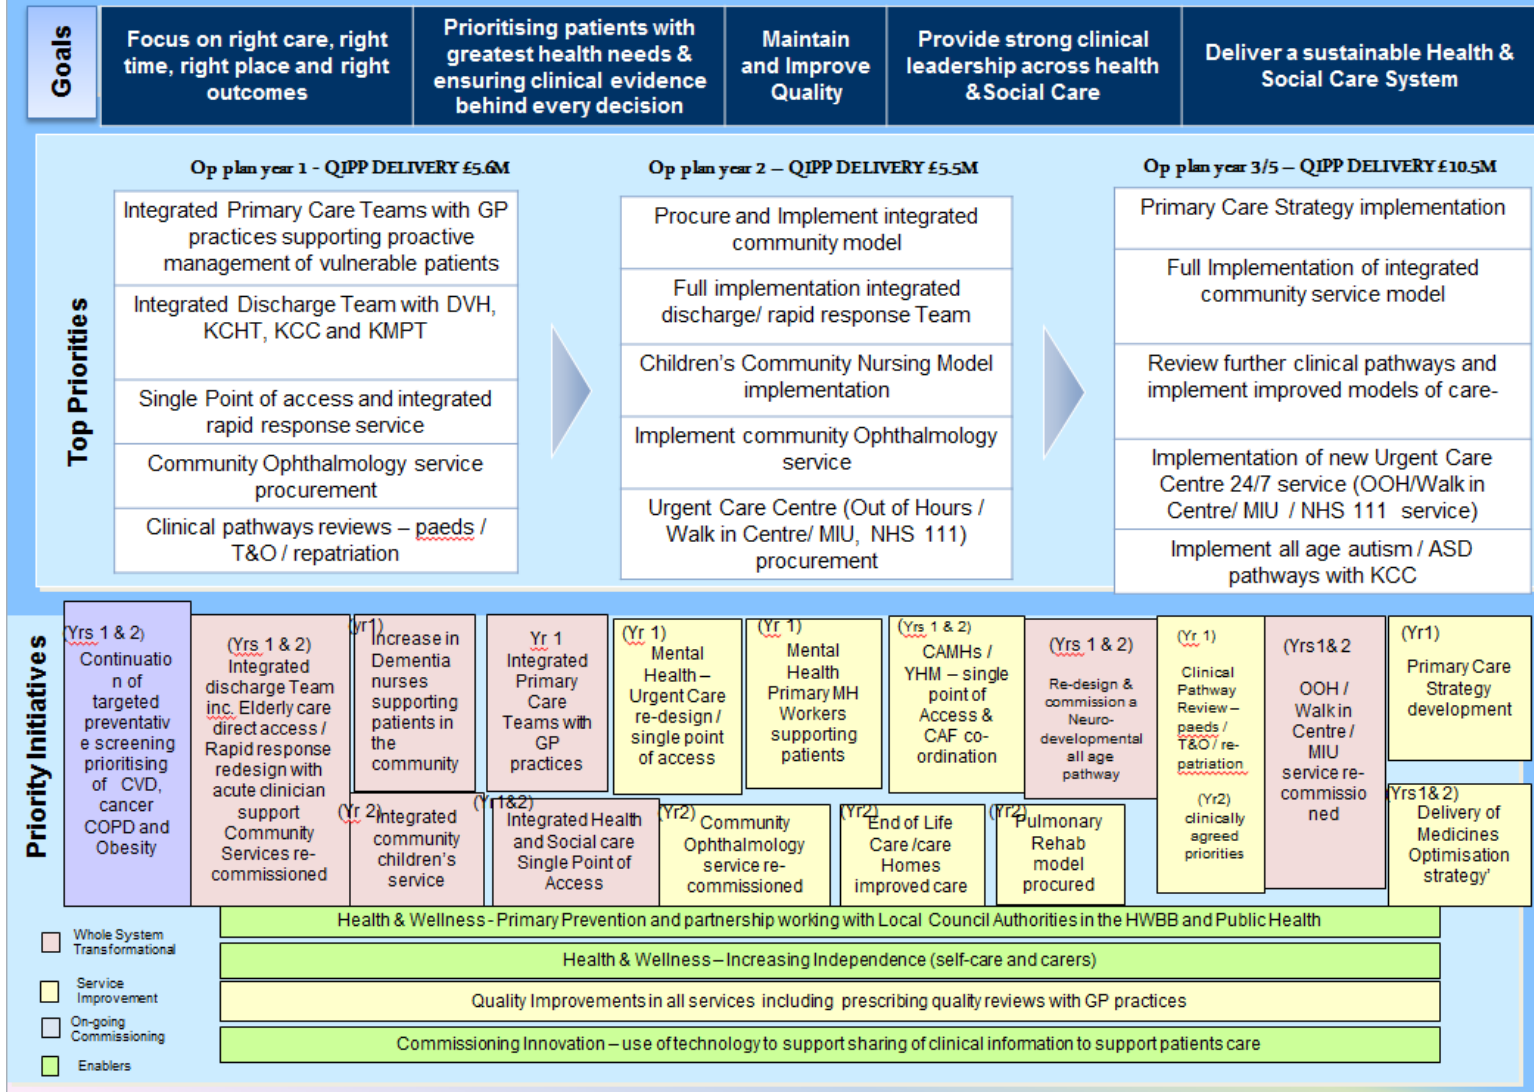 Goals
Focus on right care, right
time, right place and right
outcomes
Prioritising patients with
greatest health needs &
ensuring clinical evidence
behind every decision
Maintain
and Improve
Quality
Provide strong clinical
leadership across health
&Social Care
Deliver a sustainable Health &
Social Care System
Top Priorities
Op plan year 1 - QIPP DELIVERY £5.6M
Integrated Primary Care Teams with GP
practices supporting proactive
management of vulnerable patients
Integrated Discharge Team with DVH,
KCHT, KCC and KMPT
Single Point of access and integrated
rapid response service
Community Ophthalmology service
procurement
Clinical pathways reviews – paeds /
T&O / repatriation
Op plan year 2 – QIPP DELIVERY £5.5M
Procure and Implement integrated
community model
Full implementation integrated
discharge/ rapid response Team
Children's Community Nursing Model
implementation
Implement community Ophthalmology
service
Urgent Care Centre (Out of Hours /
Walk in Centre/ MIU, NHS 111)
procurement
Op plan year 3/5 – QIPP DELIVERY £10.5M
Primary Care Strategy implementation
Full Implementation of integrated
community service model
Review further clinical pathways and
implement improved models of care-
Implementation of new Urgent Care
Centre 24/7 service (OOH/Walk in
Centre/ MIU / NHS 111 service)
Implement all age autism / ASD
pathways with KCC
Priority Initiatives
(Yrs 1 & 2)
Continuatio
n of
targeted
preventativ
e screening
prioritising
of CVD,
cancer
COPD and
Obesity
(Yrs 1 & 2)
Integrated
discharge Team
inc. Elderly care
direct access /
Rapid response
redesign with
acute clinician
support
Community
Services re-
commissioned
(yr1)
Increase in
Dementia
nurses
supporting
patients in
the
community
Yr 1
Integrated
Primary
Care
Teams with
GP
practices
(Yr 1)
Mental
Health –
Urgent Care
re-design /
single point
of access
(Yr 1)
Mental
Health
Primary MH
Workers
supporting
patients
(Yrs 1 & 2)
CAMHs /
YHM – single
point of
Access &
CAF co-
ordination
(Yrs 1 & 2)
Re-design &
commission a
Neuro-
developmental
all age
pathway
(Yr 1)
Clinical
Pathway
Review –
paeds /
T&O / re-
patriation
(Yr2)
clinically
agreed
priorities
(Yrs1& 2
OOH /
Walk in
Centre /
MIU
service re-
commissio
ned
(Yr1)
Primary Care
Strategy
development
(Yr 2)
Integrated
community
children's
service
(Yr1&2)
Integrated Health
and Social care
Single Point of
Access
(Yr2)
Community
Ophthalmology
service re-
commissioned
(Yr2)
End of Life
Care /care
Homes
improved care
(Yr2)
Pulmonary
Rehab
model
procured
(Yrs1& 2)
Delivery of
Medicines
Optimisation
strategy'
Health & Wellness - Primary Prevention and partnership working with Local Council Authorities in the HWBB and Public Health
Health & Wellness – Increasing Independence (self-care and carers)
Quality Improvements in all services including prescribing quality reviews with GP practices
Commissioning Innovation – use of technology to support sharing of clinical information to support patients care
Whole System
Transformational
Service
Improvement
On-going
Commissioning
Enablers